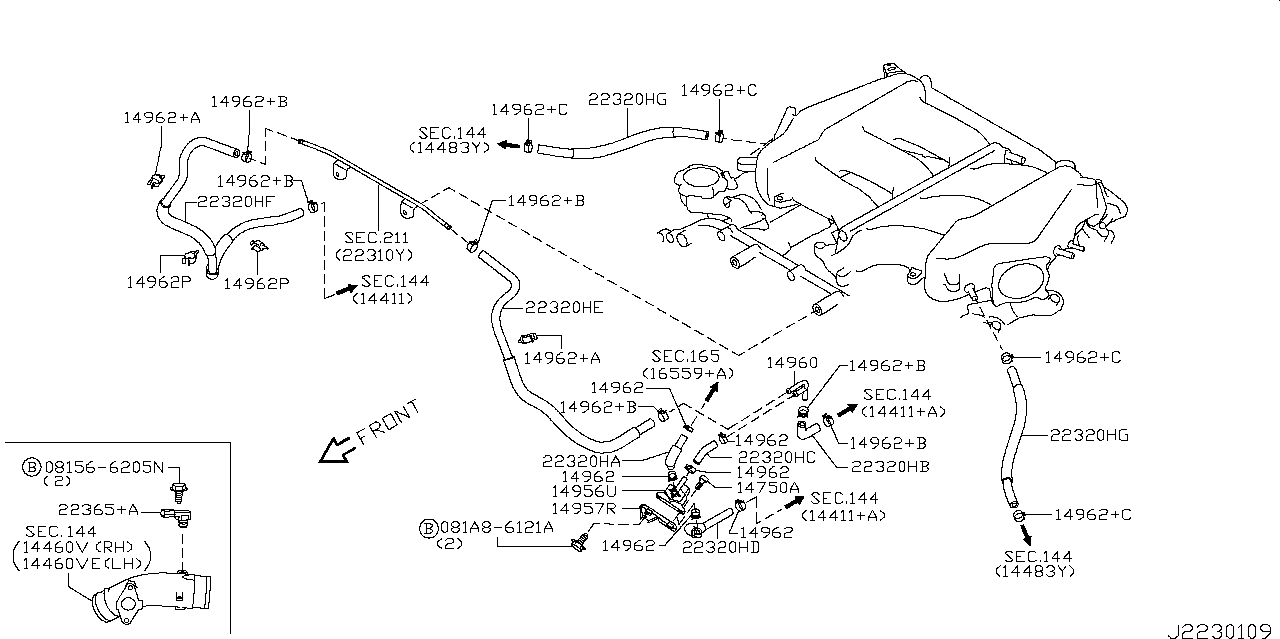 14962+B
14962+A
14962+B
22320HF
14962P
14962P
SEC.211
(22310Y)
SEC.144
(14411)
14962+B
14962+C
22320HG
14962+C
SEC.144
(14483Y)
22320HE
14962+A
SEC.165
(16559+A)
14960
14962+B
14962
14962+B
SEC.144
(14411+A)
14962
14962+B
22320HA
22320HC
22320HB
14962
14962
14956U
14750A
14957R
SEC.144
(14411+A)
B 081A8-6121A
(2)
14962
14962
22320HD
14962+C
22320HG
14962+C
SEC.144
(14483Y)
FRONT
B 08156-6205N
(2)
22365+A
SEC.144
(14460V (RH)
14460VE(LH))
J2230109